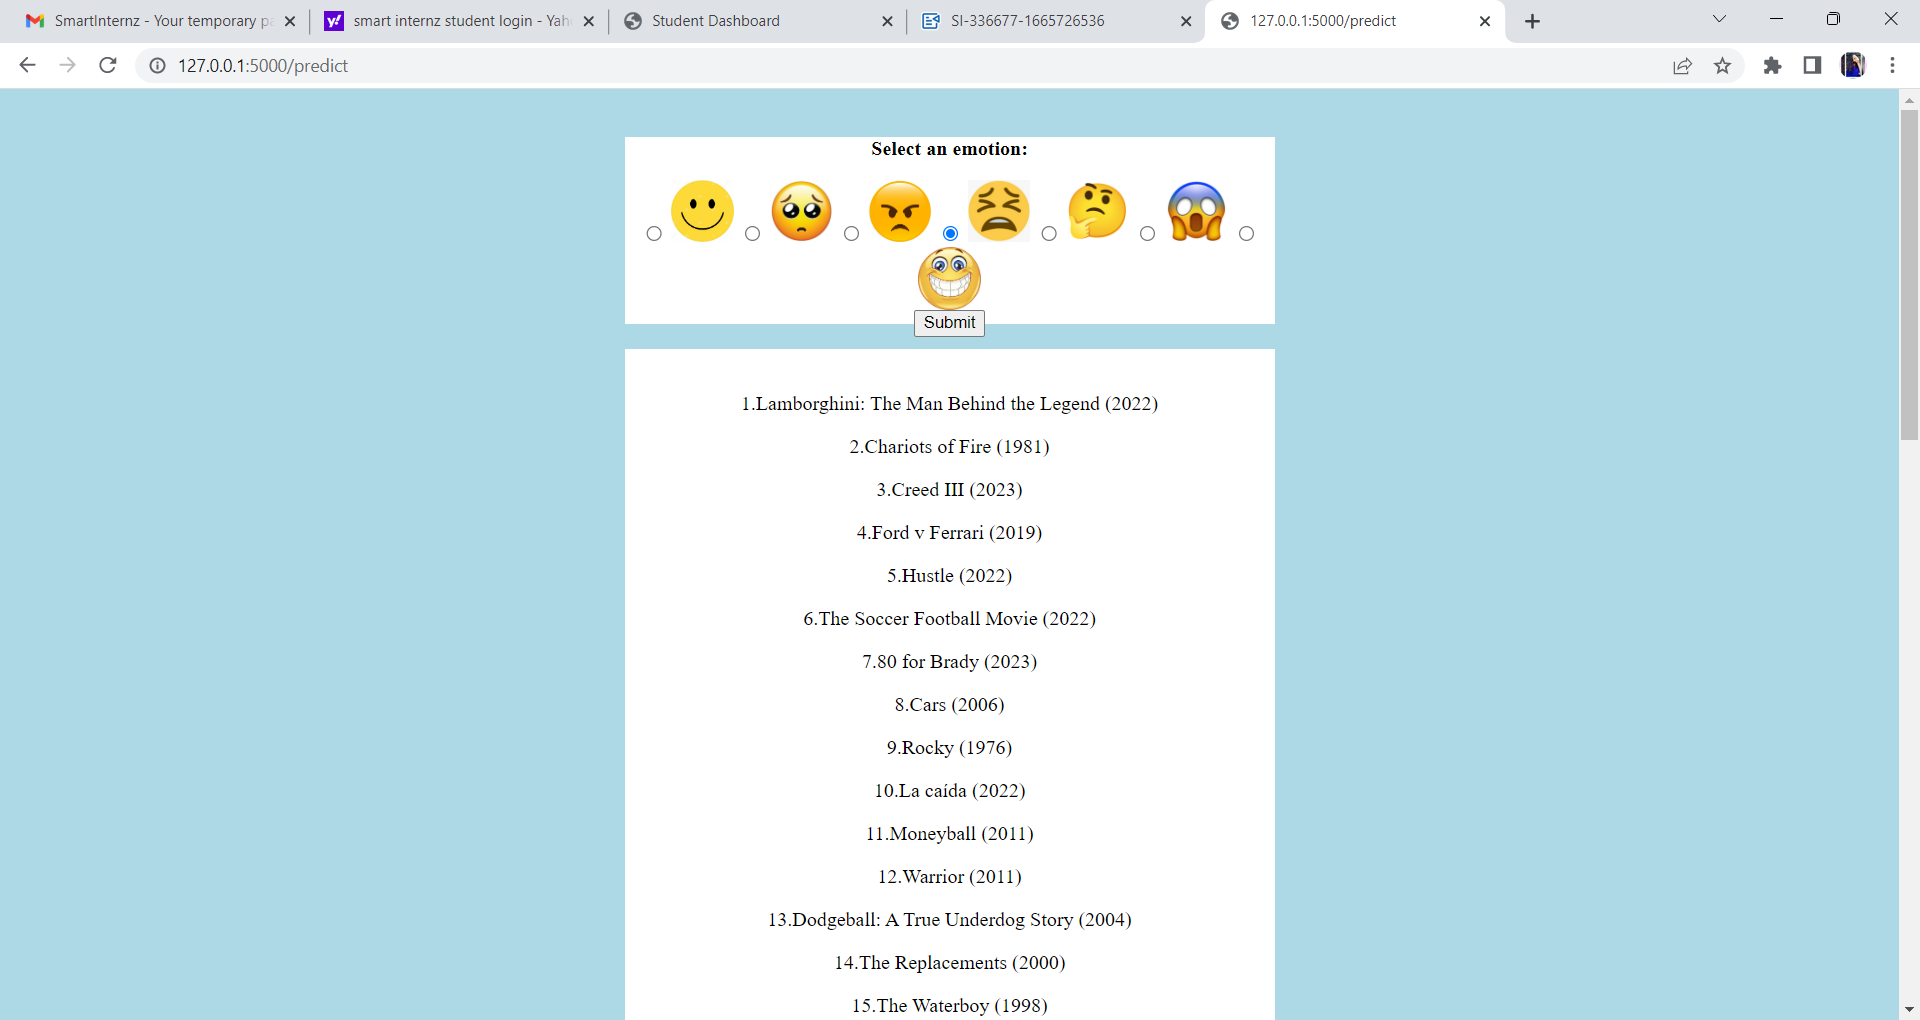 SmartInternz - Your temporary pa
smart internz student login - Yah
Student Dashboard
SI-336677-1665726536
127.0.0.1:5000/predict
127.0.0.1:5000/predict
Select an emotion:
Submit
1.Lamborghini: The Man Behind the Legend (2022)
2.Chariots of Fire (1981)
3.Creed III (2023)
4.Ford v Ferrari (2019)
5.Hustle (2022)
6.The Soccer Football Movie (2022)
7.80 for Brady (2023)
8.Cars (2006)
9.Rocky (1976)
10.La caída (2022)
11.Moneyball (2011)
12.Warrior (2011)
13.Dodgeball: A True Underdog Story (2004)
14.The Replacements (2000)
15.The Waterboy (1998)